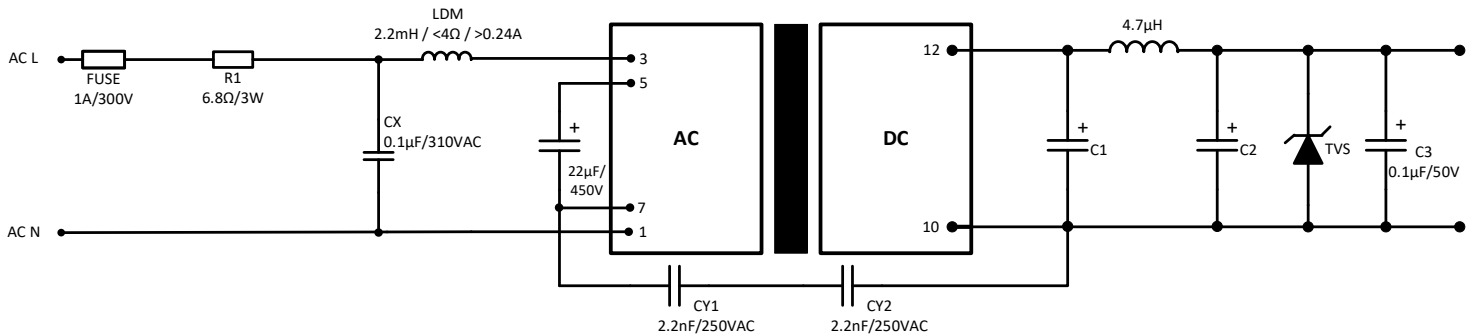 LDM
2.2mH / <4Ω / >0.24A
AC L
FUSE
1A/300V
R1
6.8Ω/3W
CX
0.1µF/310VAC
+
22µF/
450V
AC N
3
5
AC
7
1
12
DC
10
4.7µH
+
C1
+
C2
TVS
+
C3
0.1µF/50V
CY1
2.2nF/250VAC
CY2
2.2nF/250VAC